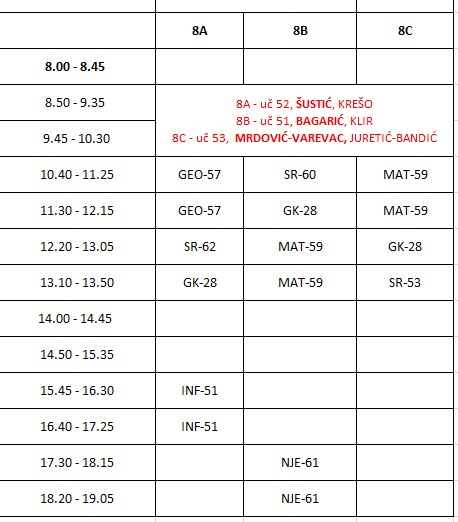 8A 8B 8C
8.00 - 8.45
8.50 - 9.35
8A - uč 52, ŠUSTIĆ, KREŠO
8B - uč 51, BAGARIĆ, KLIR
9.45 - 10.30
8C - uč 53, MRDOVIĆ-VAREVAC, JURETIĆ-BANDIĆ
10.40 - 11.25 GEO-57 SR-60 MAT-59
11.30 - 12.15 GEO-57 GK-28 MAT-59
12.20 - 13.05 SR-62 MAT-59 GK-28
13.10 - 13.50 GK-28 MAT-59 SR-53
14.00 - 14.45
14.50 - 15.35
15.45 - 16.30 INF-51
16.40 - 17.25 INF-51
17.30 - 18.15 NJE-61
18.20 - 19.05 NJE-61